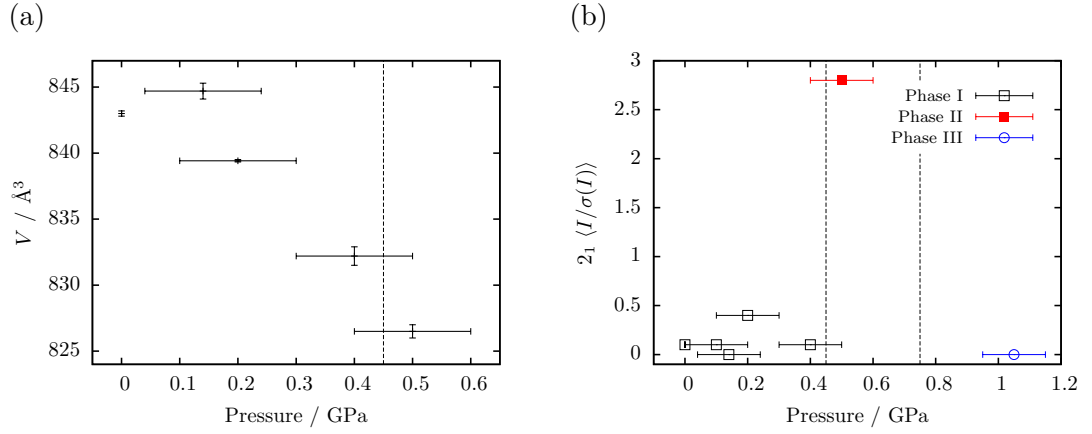 (a)
845
840
835
830
825
V / Å³
0 0.1 0.2 0.3 0.4 0.5 0.6
Pressure / GPa
(b)
3
2.5
2
1.5
1
0.5
0
2₁ ⟨I/σ(I)⟩
Phase I
Phase II
Phase III
0 0.2 0.4 0.6 0.8 1 1.2
Pressure / GPa